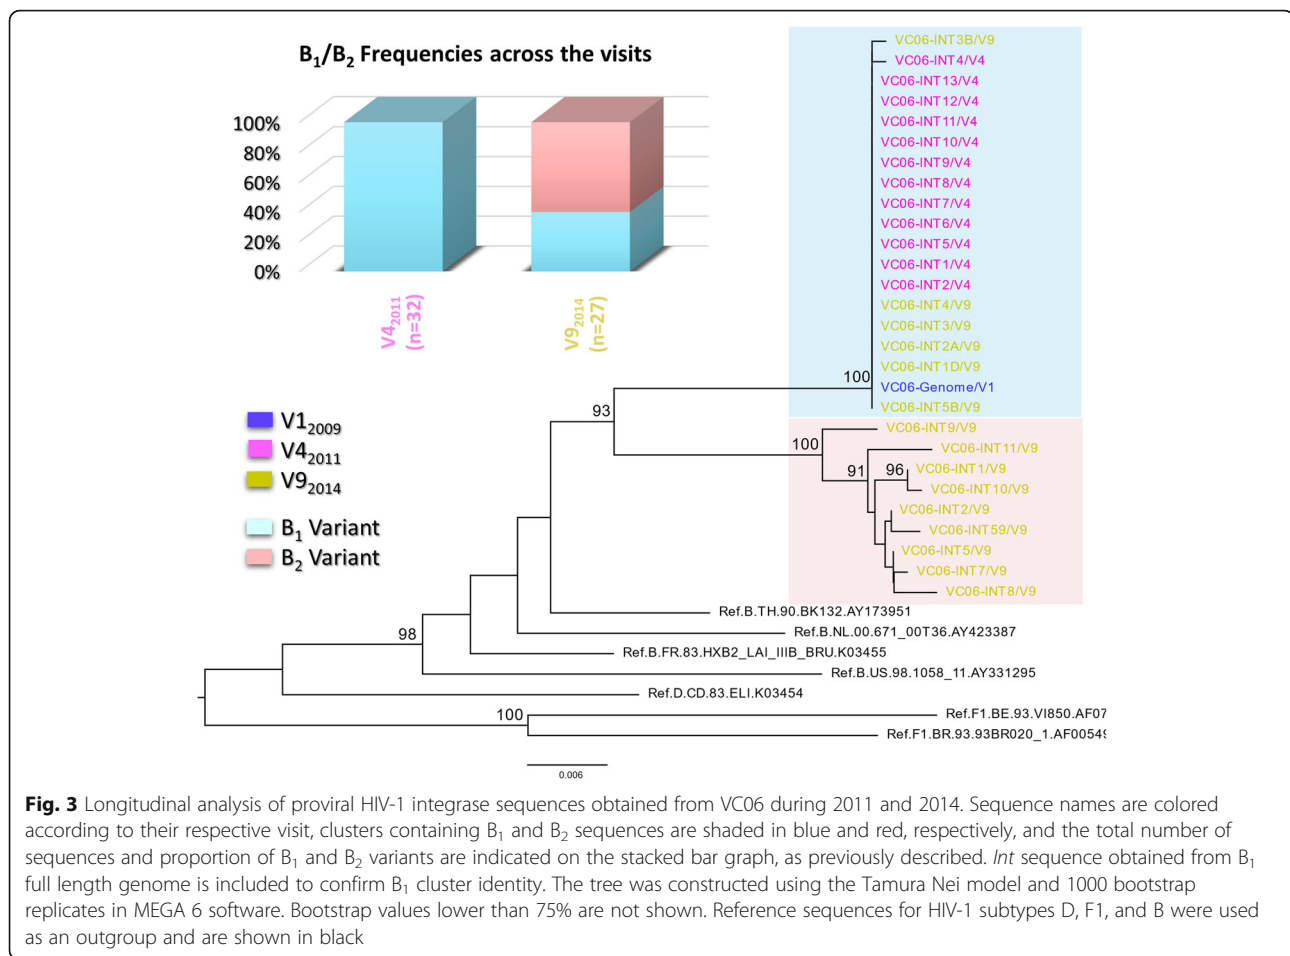 B₁/B₂ Frequencies across the visits
100%
80%
60%
40%
20%
0%
V4₂₀₁₁
(n=32)
V9₂₀₁₄
(n=27)
V1₂₀₀₉
V4₂₀₁₁
V9₂₀₁₄
B₁ Variant
B₂ Variant
VC06-INT3B/V9
VC06-INT4/V4
VC06-INT13/V4
VC06-INT12/V4
VC06-INT11/V4
VC06-INT10/V4
VC06-INT9/V4
VC06-INT8/V4
VC06-INT7/V4
VC06-INT6/V4
VC06-INT5/V4
VC06-INT1/V4
VC06-INT2/V4
VC06-INT4/V9
VC06-INT3/V9
VC06-INT2A/V9
VC06-INT1D/V9
100
VC06-Genome/V1
VC06-INT5B/V9
93
VC06-INT9/V9
100
VC06-INT11/V9
91
96
VC06-INT1/V9
VC06-INT10/V9
VC06-INT2/V9
VC06-INT59/V9
VC06-INT5/V9
VC06-INT7/V9
VC06-INT8/V9
Ref.B.TH.90.BK132.AY173951
Ref.B.NL.00.671_00T36.AY423387
98
Ref.B.FR.83.HXB2_LAI_IIIB_BRU.K03455
Ref.B.US.98.1058_11.AY331295
Ref.D.CD.83.ELI.K03454
100
Ref.F1.BE.93.VI850.AF07
Ref.F1.BR.93.93BR020_1.AF00549
0.006
Fig. 3 Longitudinal analysis of proviral HIV-1 integrase sequences obtained from VC06 during 2011 and 2014. Sequence names are colored
according to their respective visit, clusters containing B₁ and B₂ sequences are shaded in blue and red, respectively, and the total number of
sequences and proportion of B₁ and B₂ variants are indicated on the stacked bar graph, as previously described. Int sequence obtained from B₁
full length genome is included to confirm B₁ cluster identity. The tree was constructed using the Tamura Nei model and 1000 bootstrap
replicates in MEGA 6 software. Bootstrap values lower than 75% are not shown. Reference sequences for HIV-1 subtypes D, F1, and B were used
as an outgroup and are shown in black